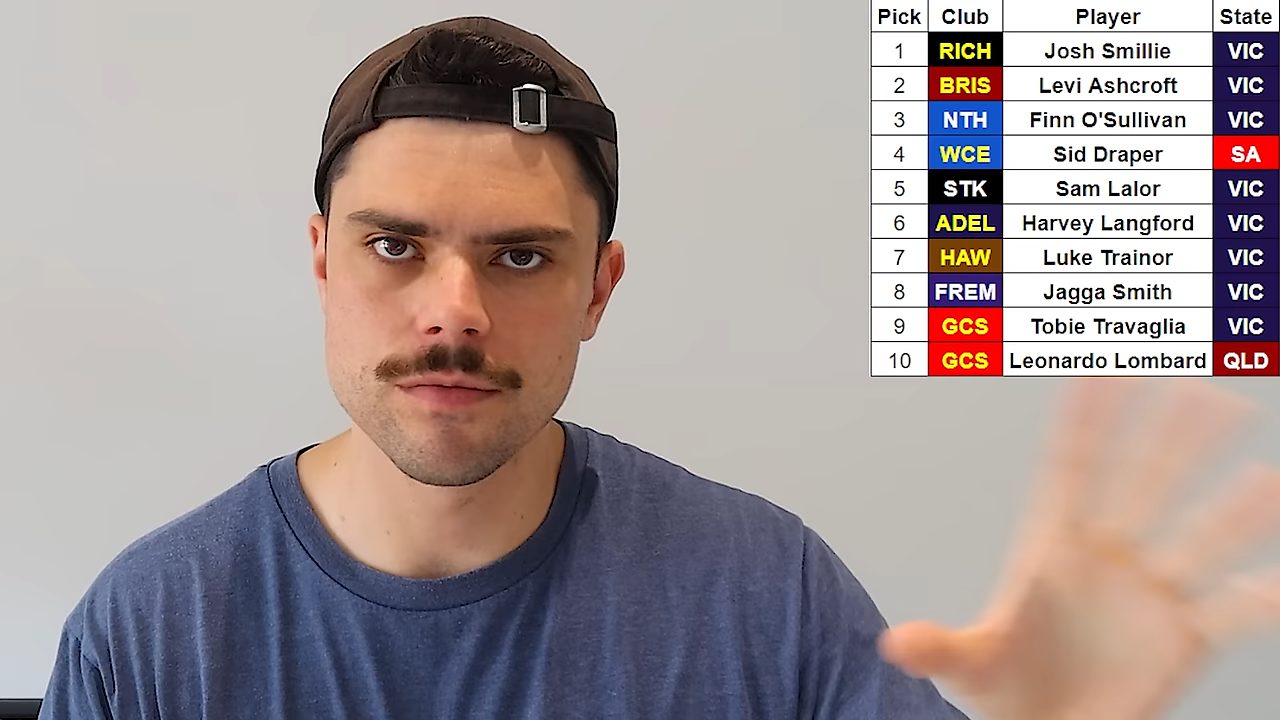 Pick Club Player State
1 RICH Josh Smillie VIC
2 BRIS Levi Ashcroft VIC
3 NTH Finn O'Sullivan VIC
4 WCE Sid Draper SA
5 STK Sam Lalor VIC
6 ADEL Harvey Langford VIC
7 HAW Luke Trainor VIC
8 FREM Jagga Smith VIC
9 GCS Tobie Travaglia VIC
10 GCS Leonardo Lombard QLD